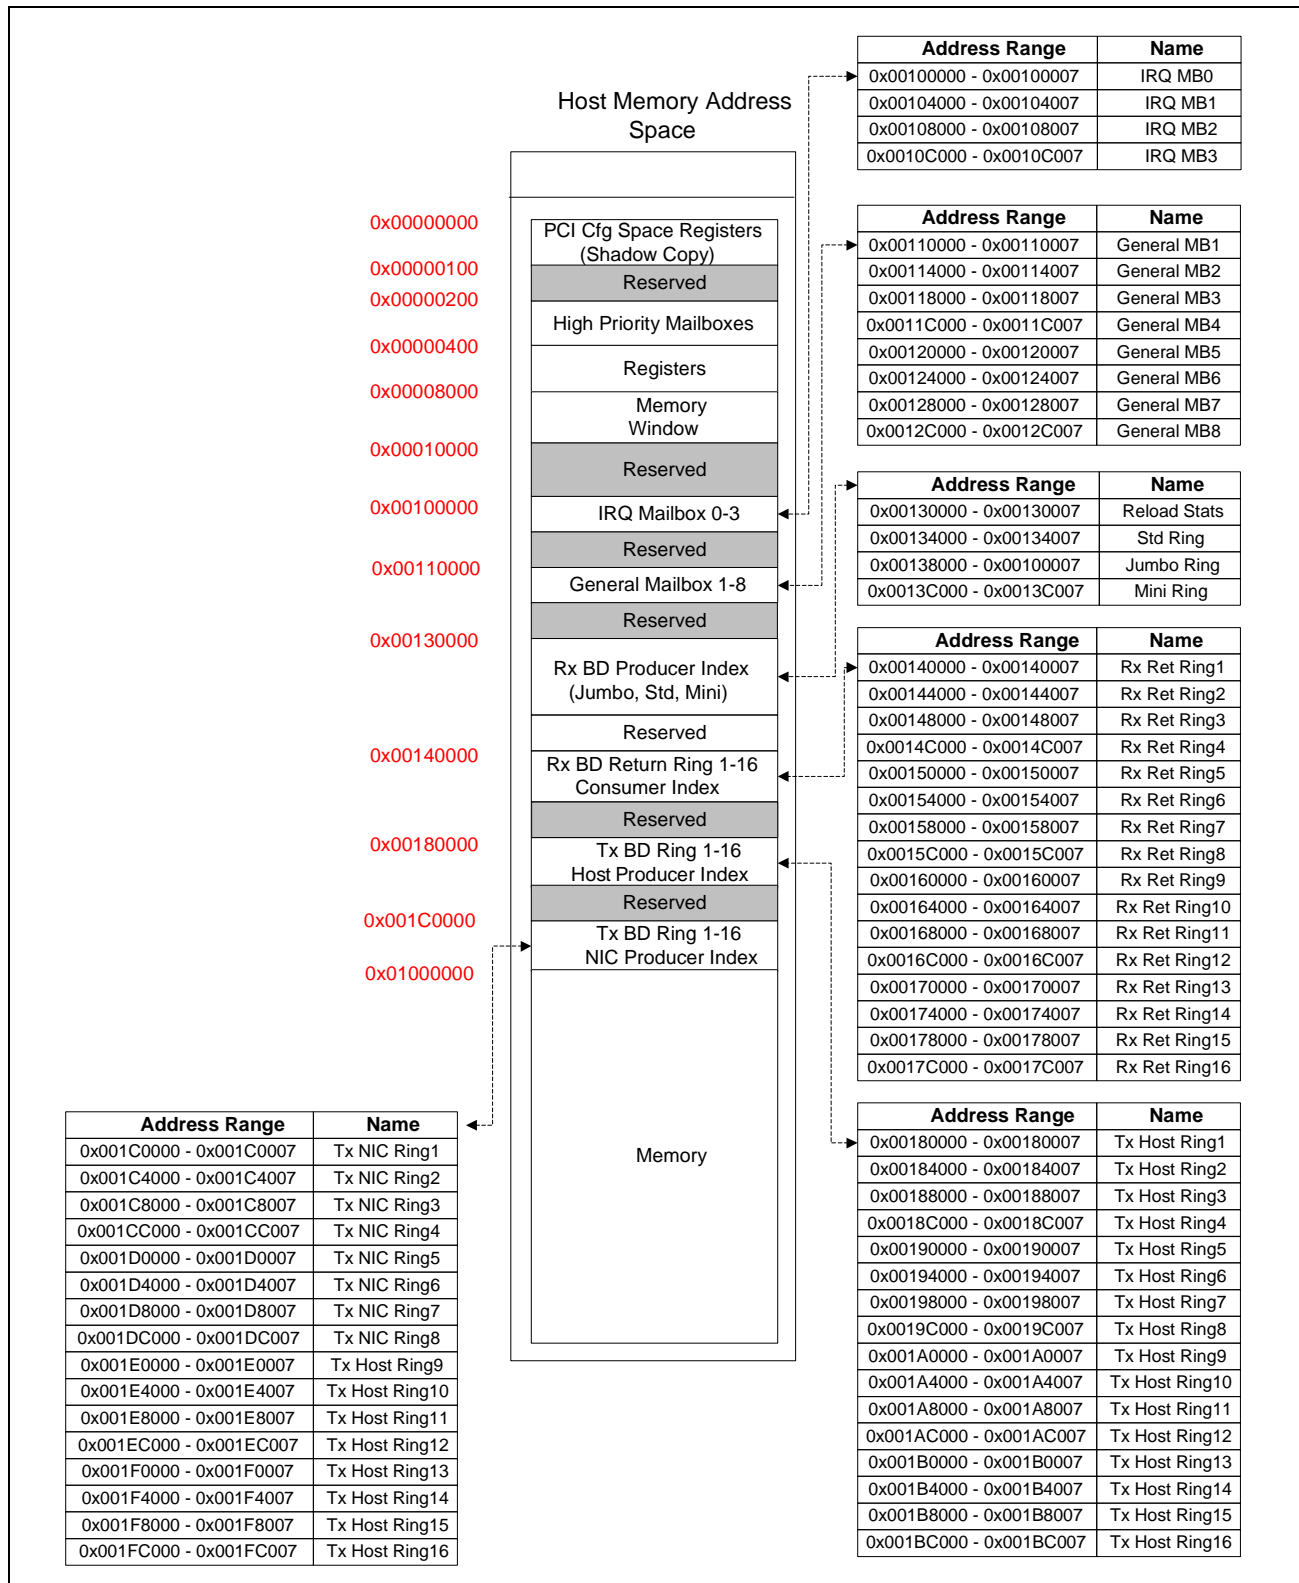 Host Memory Address
Space
0x00000000
0x00000100
0x00000200
0x00000400
0x00008000
0x00010000
0x00100000
0x00110000
0x00130000
0x00140000
0x00180000
0x001C0000
0x01000000
PCI Cfg Space Registers
(Shadow Copy)
Reserved
High Priority Mailboxes
Registers
Memory
Window
Reserved
IRQ Mailbox 0-3
Reserved
General Mailbox 1-8
Reserved
Rx BD Producer Index
(Jumbo, Std, Mini)
Reserved
Rx BD Return Ring 1-16
Consumer Index
Reserved
Tx BD Ring 1-16
Host Producer Index
Reserved
Tx BD Ring 1-16
NIC Producer Index
Memory
Address Range Name
0x00100000 - 0x00100007 IRQ MB0
0x00104000 - 0x00104007 IRQ MB1
0x00108000 - 0x00108007 IRQ MB2
0x0010C000 - 0x0010C007 IRQ MB3
Address Range Name
0x00110000 - 0x00110007 General MB1
0x00114000 - 0x00114007 General MB2
0x00118000 - 0x00118007 General MB3
0x0011C000 - 0x0011C007 General MB4
0x00120000 - 0x00120007 General MB5
0x00124000 - 0x00124007 General MB6
0x00128000 - 0x00128007 General MB7
0x0012C000 - 0x0012C007 General MB8
Address Range Name
0x00130000 - 0x00130007 Reload Stats
0x00134000 - 0x00134007 Std Ring
0x00138000 - 0x00100007 Jumbo Ring
0x0013C000 - 0x0013C007 Mini Ring
Address Range Name
0x00140000 - 0x00140007 Rx Ret Ring1
0x00144000 - 0x00144007 Rx Ret Ring2
0x00148000 - 0x00148007 Rx Ret Ring3
0x0014C000 - 0x0014C007 Rx Ret Ring4
0x00150000 - 0x00150007 Rx Ret Ring5
0x00154000 - 0x00154007 Rx Ret Ring6
0x00158000 - 0x00158007 Rx Ret Ring7
0x0015C000 - 0x0015C007 Rx Ret Ring8
0x00160000 - 0x00160007 Rx Ret Ring9
0x00164000 - 0x00164007 Rx Ret Ring10
0x00168000 - 0x00168007 Rx Ret Ring11
0x0016C000 - 0x0016C007 Rx Ret Ring12
0x00170000 - 0x00170007 Rx Ret Ring13
0x00174000 - 0x00174007 Rx Ret Ring14
0x00178000 - 0x00178007 Rx Ret Ring15
0x0017C000 - 0x0017C007 Rx Ret Ring16
Address Range Name
0x00180000 - 0x00180007 Tx Host Ring1
0x00184000 - 0x00184007 Tx Host Ring2
0x00188000 - 0x00188007 Tx Host Ring3
0x0018C000 - 0x0018C007 Tx Host Ring4
0x00190000 - 0x00190007 Tx Host Ring5
0x00194000 - 0x00194007 Tx Host Ring6
0x00198000 - 0x00198007 Tx Host Ring7
0x0019C000 - 0x0019C007 Tx Host Ring8
0x001A0000 - 0x001A0007 Tx Host Ring9
0x001A4000 - 0x001A4007 Tx Host Ring10
0x001A8000 - 0x001A8007 Tx Host Ring11
0x001AC000 - 0x001AC007 Tx Host Ring12
0x001B0000 - 0x001B0007 Tx Host Ring13
0x001B4000 - 0x001B4007 Tx Host Ring14
0x001B8000 - 0x001B8007 Tx Host Ring15
0x001BC000 - 0x001BC007 Tx Host Ring16
Address Range Name
0x001C0000 - 0x001C0007 Tx NIC Ring1
0x001C4000 - 0x001C4007 Tx NIC Ring2
0x001C8000 - 0x001C8007 Tx NIC Ring3
0x001CC000 - 0x001CC007 Tx NIC Ring4
0x001D0000 - 0x001D0007 Tx NIC Ring5
0x001D4000 - 0x001D4007 Tx NIC Ring6
0x001D8000 - 0x001D8007 Tx NIC Ring7
0x001DC000 - 0x001DC007 Tx NIC Ring8
0x001E0000 - 0x001E0007 Tx Host Ring9
0x001E4000 - 0x001E4007 Tx Host Ring10
0x001E8000 - 0x001E8007 Tx Host Ring11
0x001EC000 - 0x001EC007 Tx Host Ring12
0x001F0000 - 0x001F0007 Tx Host Ring13
0x001F4000 - 0x001F4007 Tx Host Ring14
0x001F8000 - 0x001F8007 Tx Host Ring15
0x001FC000 - 0x001FC007 Tx Host Ring16